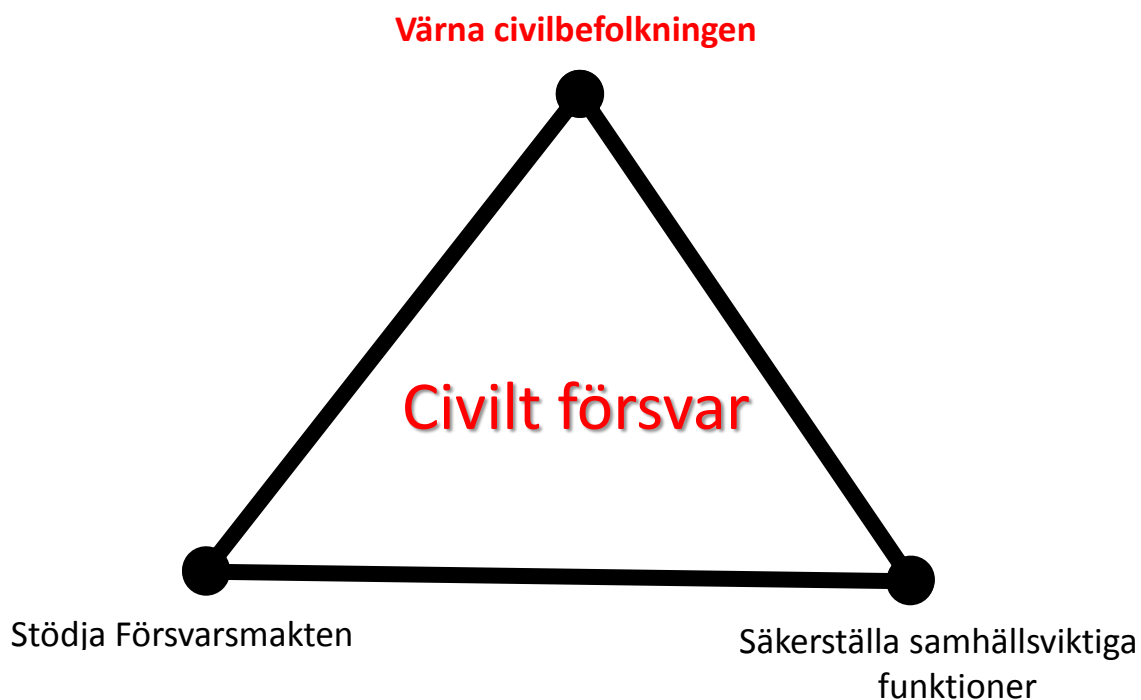 Värna civilbefolkningen
Civilt försvar
Stödja Försvarsmakten
Säkerställa samhällsviktiga
funktioner